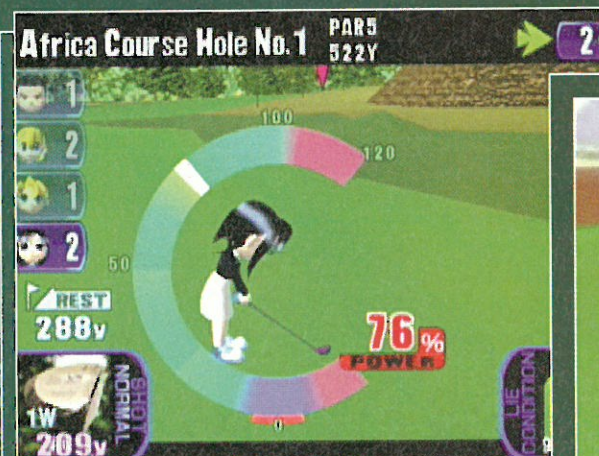 Africa Course Hole No.1
PAR5
522Y
2
1
2
1
2
100
120
50
REST
288y
76%
POWER
0
SHOT
NORMAL
1W
209y
LIE
CONDITION